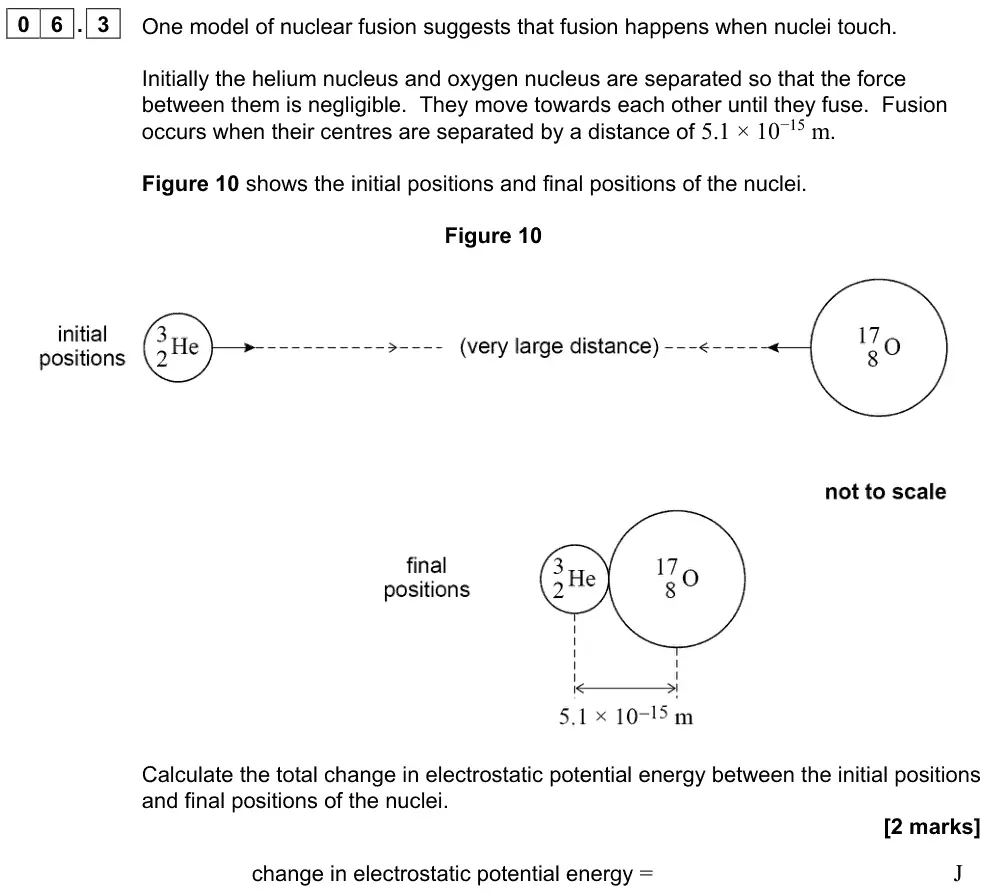 0 6 . 3 One model of nuclear fusion suggests that fusion happens when nuclei touch.
Initially the helium nucleus and oxygen nucleus are separated so that the force
between them is negligible. They move towards each other until they fuse. Fusion
occurs when their centres are separated by a distance of 5.1 × 10⁻¹⁵ m.
Figure 10 shows the initial positions and final positions of the nuclei.
Figure 10
initial
positions
³₂He
(very large distance)
¹⁷₈O
not to scale
final
positions
³₂He
¹⁷₈O
5.1 × 10⁻¹⁵ m
Calculate the total change in electrostatic potential energy between the initial positions
and final positions of the nuclei.
[2 marks]
change in electrostatic potential energy = J